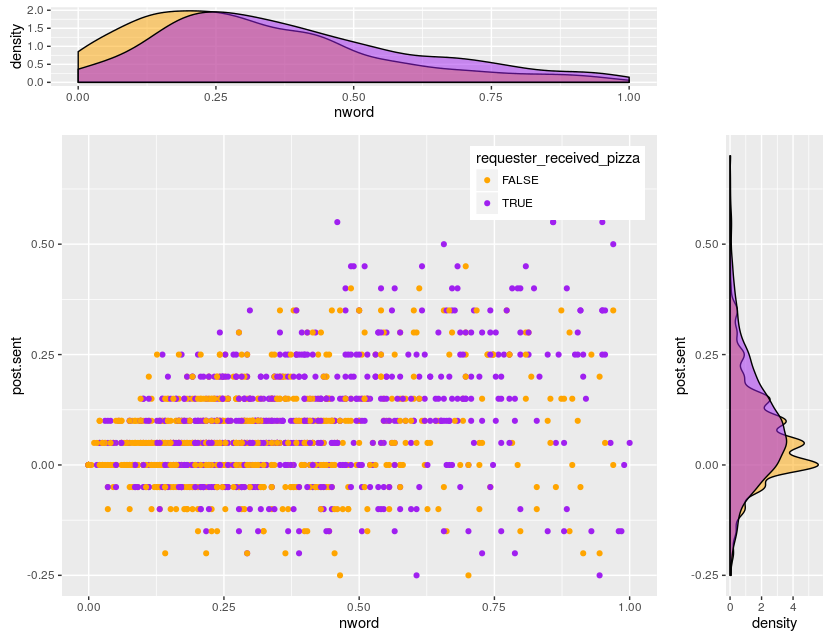 density
2.0
1.5
1.0
0.5
0.0
0.00 0.25 0.50 0.75 1.00
nword
requester_received_pizza
FALSE
TRUE
post.sent
0.50
0.25
0.00
-0.25
0.00 0.25 0.50 0.75 1.00
nword
post.sent
0.50
0.25
0.00
-0.25
0 2 4
density